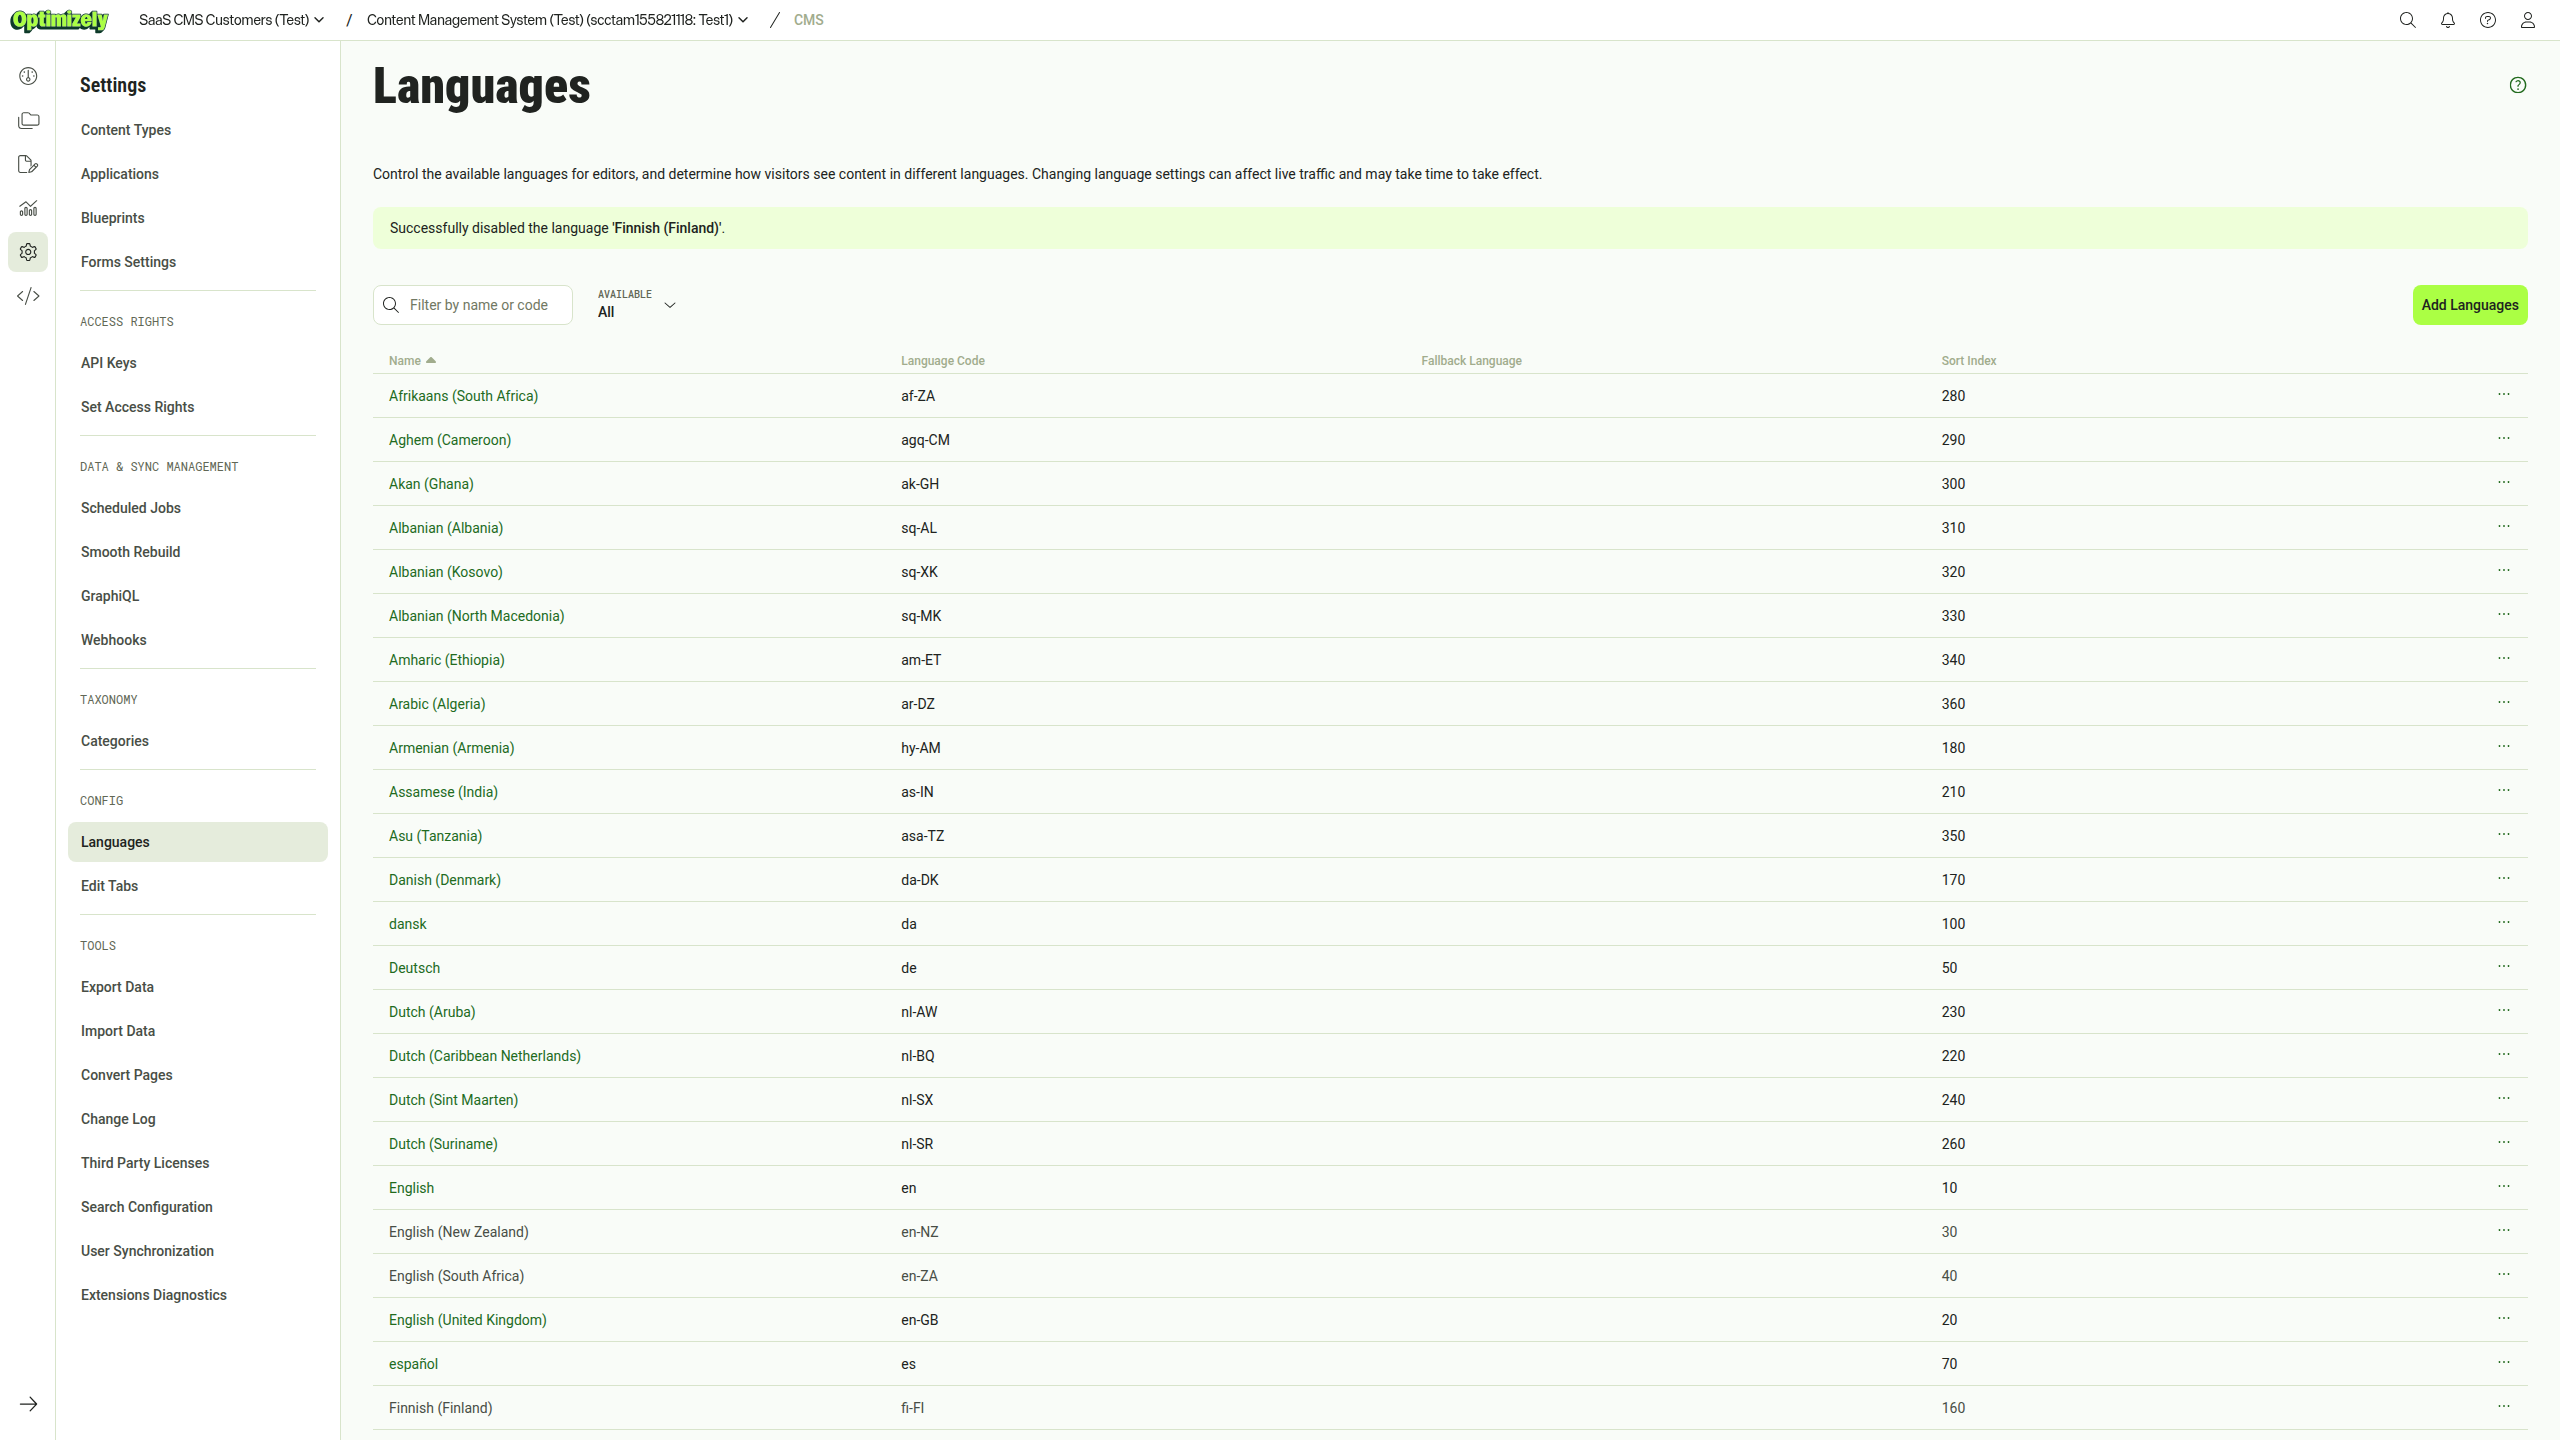 Optimizely SaaS CMS Customers (Test) / Content Management System (Test) (scctam155821118: Test1) / CMS
Settings
Content Types
Applications
Blueprints
Forms Settings
ACCESS RIGHTS
API Keys
Set Access Rights
DATA & SYNC MANAGEMENT
Scheduled Jobs
Smooth Rebuild
GraphiQL
Webhooks
TAXONOMY
Categories
CONFIG
Languages
Edit Tabs
TOOLS
Export Data
Import Data
Convert Pages
Change Log
Third Party Licenses
Search Configuration
User Synchronization
Extensions Diagnostics
Languages
Control the available languages for editors, and determine how visitors see content in different languages. Changing language settings can affect live traffic and may take time to take effect.
Successfully disabled the language 'Finnish (Finland)'.
Filter by name or code
AVAILABLE
All
Add Languages
Name Language Code Fallback Language Sort Index
Afrikaans (South Africa) af-ZA 280 ...
Aghem (Cameroon) agq-CM 290 ...
Akan (Ghana) ak-GH 300 ...
Albanian (Albania) sq-AL 310 ...
Albanian (Kosovo) sq-XK 320 ...
Albanian (North Macedonia) sq-MK 330 ...
Amharic (Ethiopia) am-ET 340 ...
Arabic (Algeria) ar-DZ 360 ...
Armenian (Armenia) hy-AM 180 ...
Assamese (India) as-IN 210 ...
Asu (Tanzania) asa-TZ 350 ...
Danish (Denmark) da-DK 170 ...
dansk da 100 ...
Deutsch de 50 ...
Dutch (Aruba) nl-AW 230 ...
Dutch (Caribbean Netherlands) nl-BQ 220 ...
Dutch (Sint Maarten) nl-SX 240 ...
Dutch (Suriname) nl-SR 260 ...
English en 10 ...
English (New Zealand) en-NZ 30 ...
English (South Africa) en-ZA 40 ...
English (United Kingdom) en-GB 20 ...
español es 70 ...
Finnish (Finland) fi-FI 160 ...